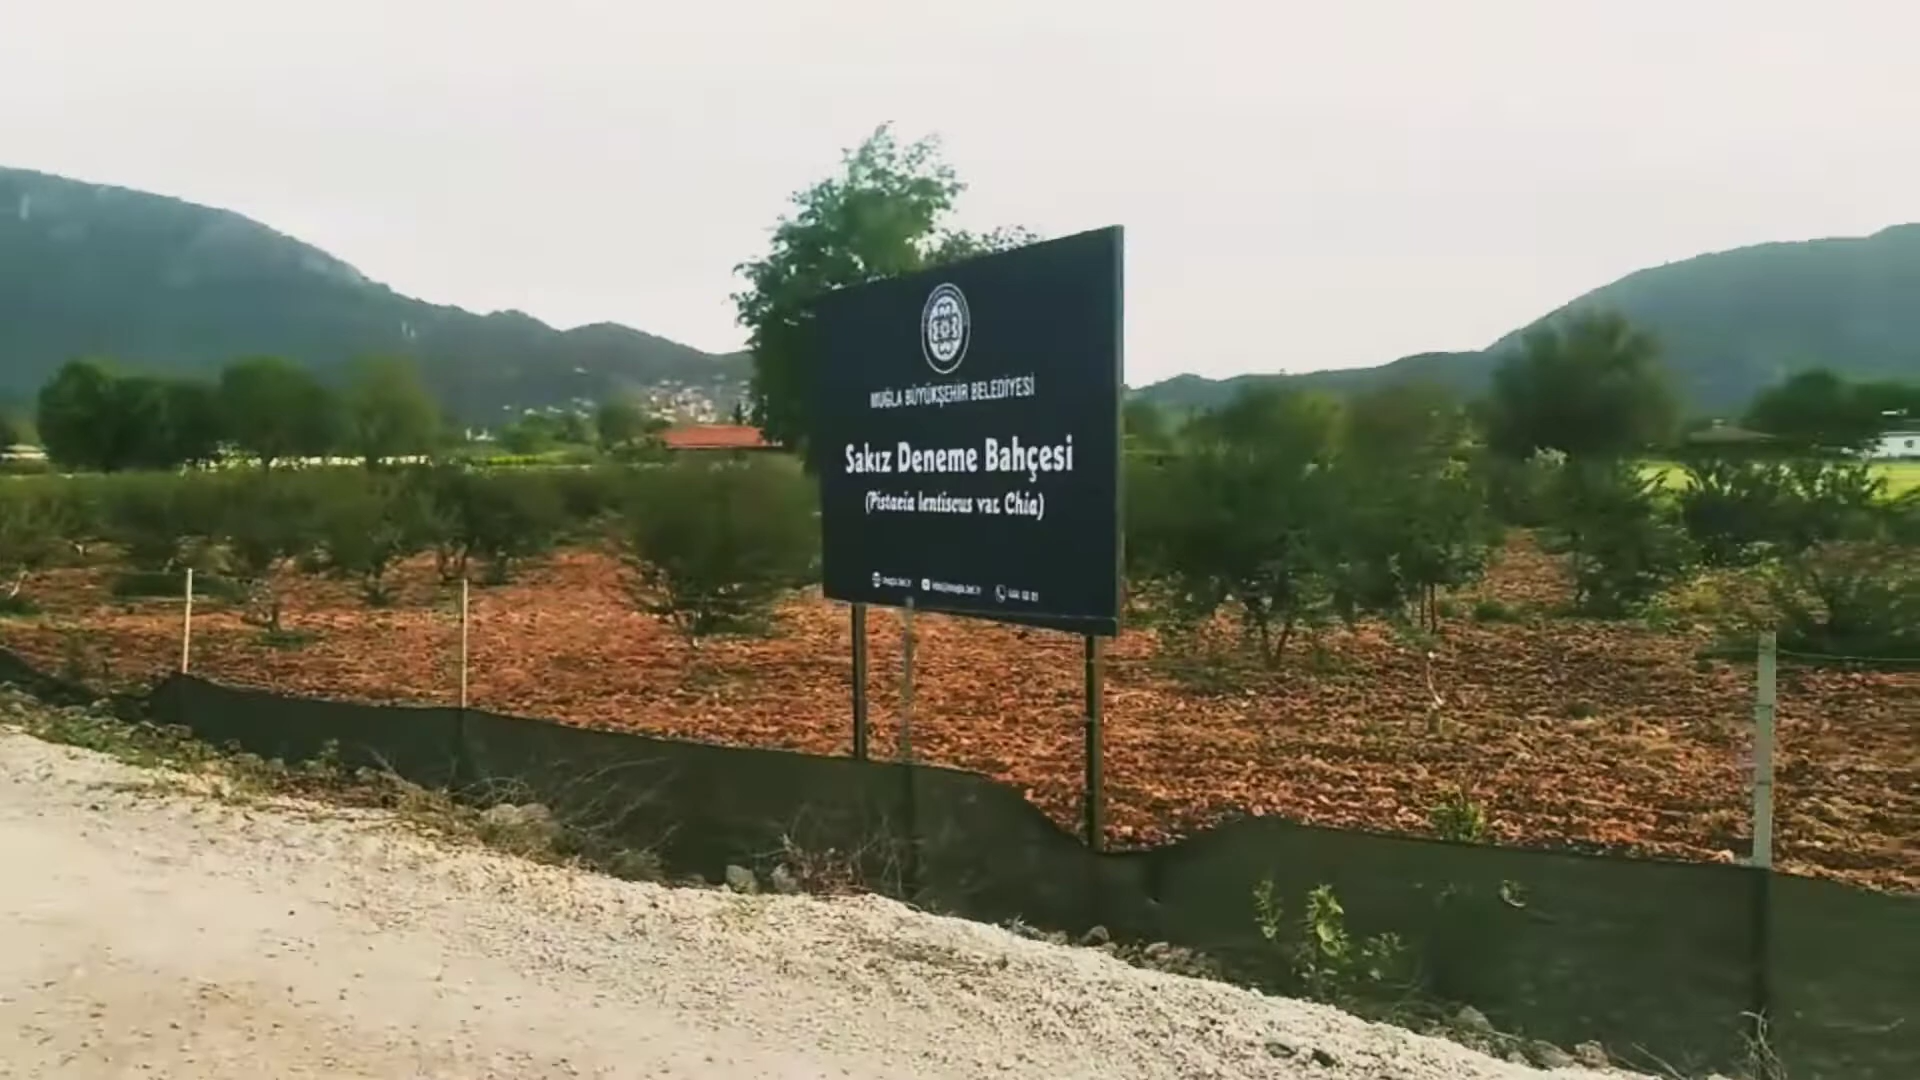 MUĞLA BÜYÜKŞEHİR BELEDİYESİ
Sakız Deneme Bahçesi
(Pistacia lentiscus var. Chia)